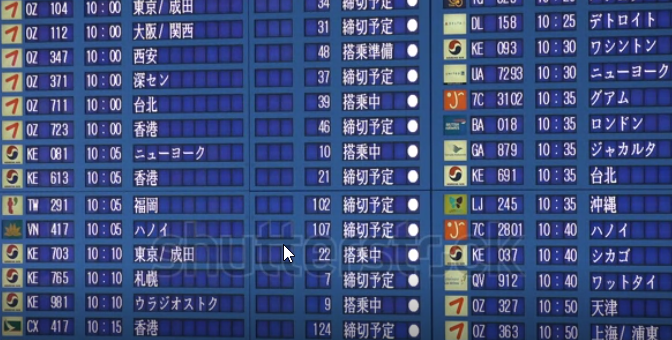 OZ 104 10:00 東京/成田 34 締切予定
OZ 112 10:00 大阪/関西 31 締切予定
OZ 347 10:00 西安 48 搭乗準備
OZ 371 10:00 深セン 37 締切予定
OZ 711 10:00 台北 39 搭乗中
OZ 723 10:00 香港 46 締切予定
KE 081 10:05 ニューヨーク 10 搭乗中
KE 613 10:05 香港 21 締切予定
TW 291 10:05 福岡 102 締切予定
VN 417 10:05 ハノイ 107 締切予定
KE 703 10:10 東京/成田 22 搭乗中
KE 765 10:10 札幌 7 締切予定
KE 981 10:10 ウラジオストク 9 搭乗中
CX 417 10:15 香港 124 締切予定
DL 158 10:25 デトロイト
KE 093 10:30 ワシントン
UA 7293 10:30 ニューヨーク
7C 3102 10:35 グアム
BA 018 10:35 ロンドン
GA 879 10:35 ジャカルタ
KE 691 10:35 台北
LJ 245 10:35 沖縄
7C 2801 10:40 ハノイ
KE 037 10:40 シカゴ
QV 912 10:40 ワットタイ
OZ 327 10:50 天津
OZ 363 10:50 上海/浦東
shutterstock